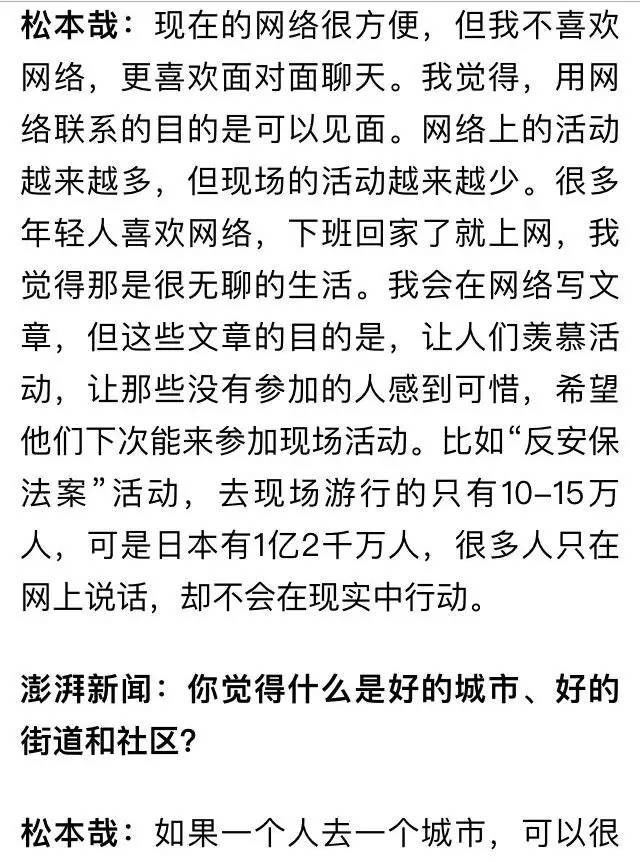 松本哉：现在的网络很方便，但我不喜欢
网络，更喜欢面对面聊天。我觉得，用网
络联系的目的是可以见面。网络上的活动
越来越多，但现场的活动越来越少。很多
年轻人喜欢网络，下班回家了就上网，我
觉得那是很无聊的生活。我会在网络写文
章，但这些文章的目的是，让人们羡慕活
动，让那些没有参加的人感到可惜，希望
他们下次能来参加现场活动。比如“反安保
法案”活动，去现场游行的只有10–15万
人，可是日本有1亿2千万人，很多人只在
网上说话，却不会在现实中行动。
澎湃新闻：你觉得什么是好的城市、好的
街道和社区？
松本哉：如果一个人去一个城市，可以很